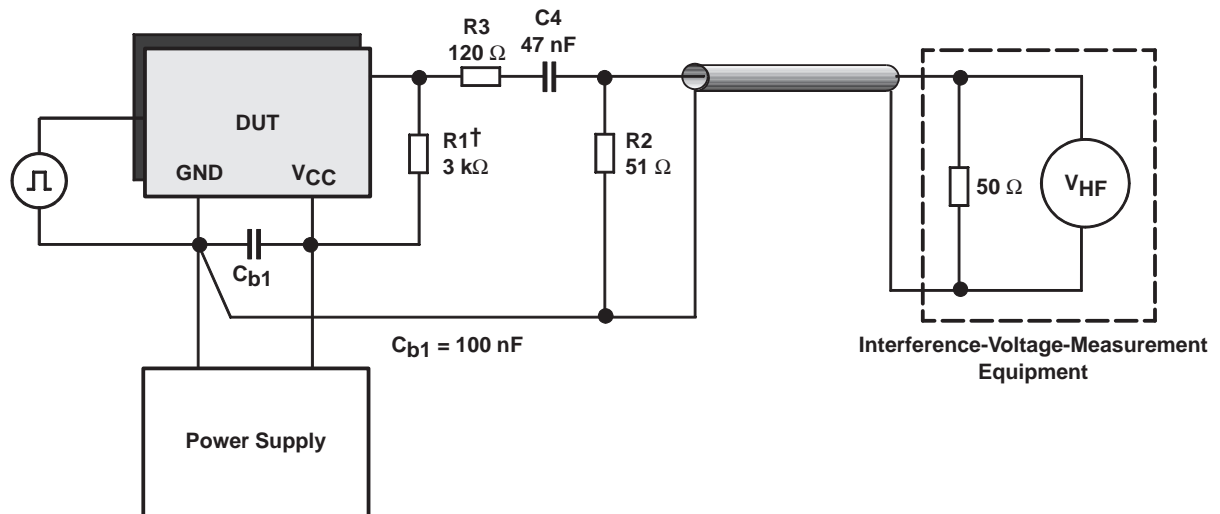 R3
120 Ω
C4
47 nF
DUT
GND
VCC
R1†
3 kΩ
R2
51 Ω
50 Ω
VHF
Cb1
Cb1 = 100 nF
Interference-Voltage-Measurement
Equipment
Power Supply